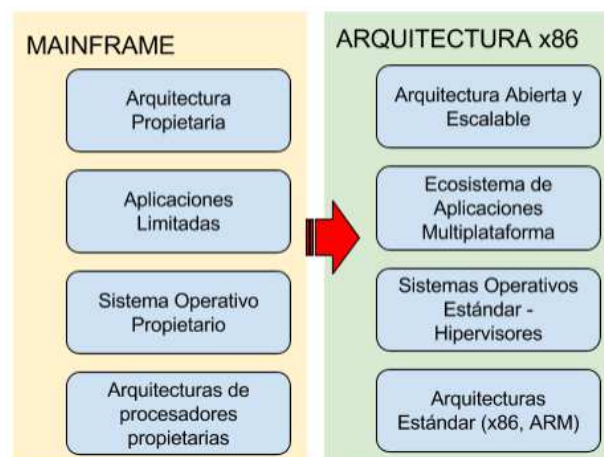 MAINFRAME
Arquitectura
Propietaria
Aplicaciones
Limitadas
Sistema Operativo
Propietario
Arquitecturas de
procesadores
propietarias
ARQUITECTURA x86
Arquitectura Abierta y
Escalable
Ecosistema de
Aplicaciones
Multiplataforma
Sistemas Operativos
Estándar -
Hipervisores
Arquitecturas
Estándar (x86, ARM)